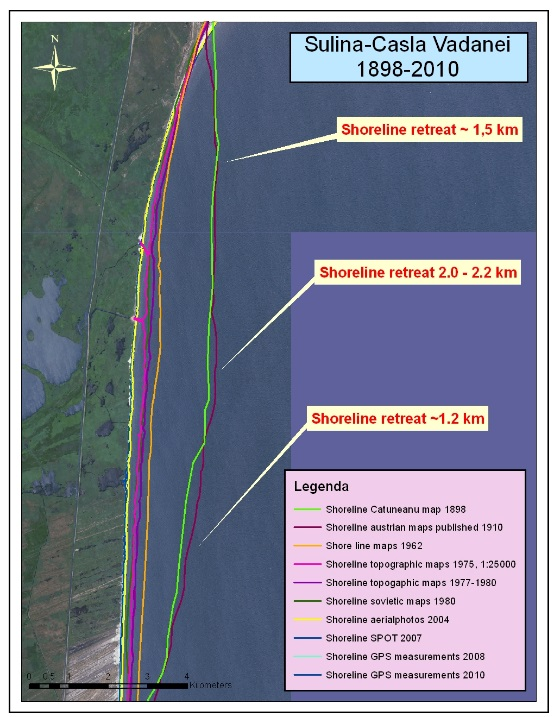 N
Sulina-Casla Vadanei
1898-2010
Shoreline retreat ~ 1,5 km
Shoreline retreat 2.0 - 2.2 km
Shoreline retreat ~1.2 km
Legenda
Shoreline Catuneanu map 1898
Shoreline austrian maps published 1910
Shore line maps 1962
Shoreline topographic maps 1975, 1:25000
Shoreline topogaphic maps 1977-1980
Shoreline sovietic maps 1980
Shoreline aerialphotos 2004
Shoreline SPOT 2007
Shoreline GPS measurements 2008
Shoreline GPS measurements 2010
0 0.5 1 2 3 4
Kilometers